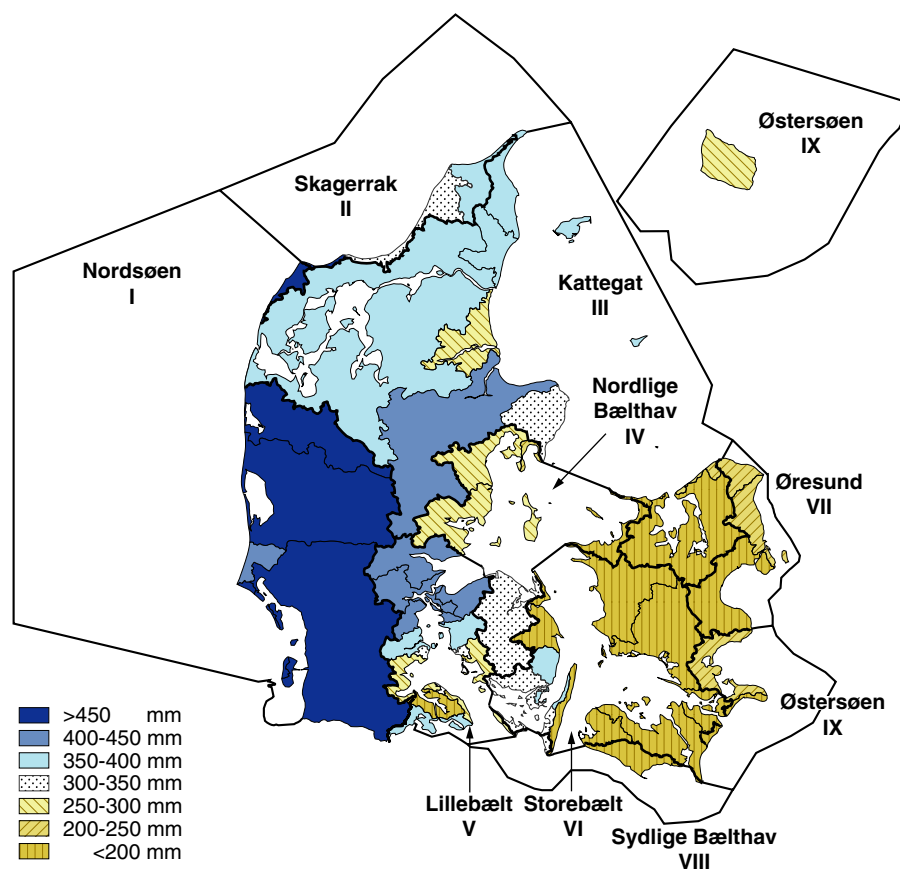 Østersøen
IX
Skagerrak
II
Nordsøen
I
Kattegat
III
Nordlige
Bælthav
IV
Øresund
VII
Østersøen
IX
>450 mm
400-450 mm
350-400 mm
300-350 mm
250-300 mm
200-250 mm
<200 mm
Lillebælt
V
Storebælt
VI
Sydlige Bælthav
VIII